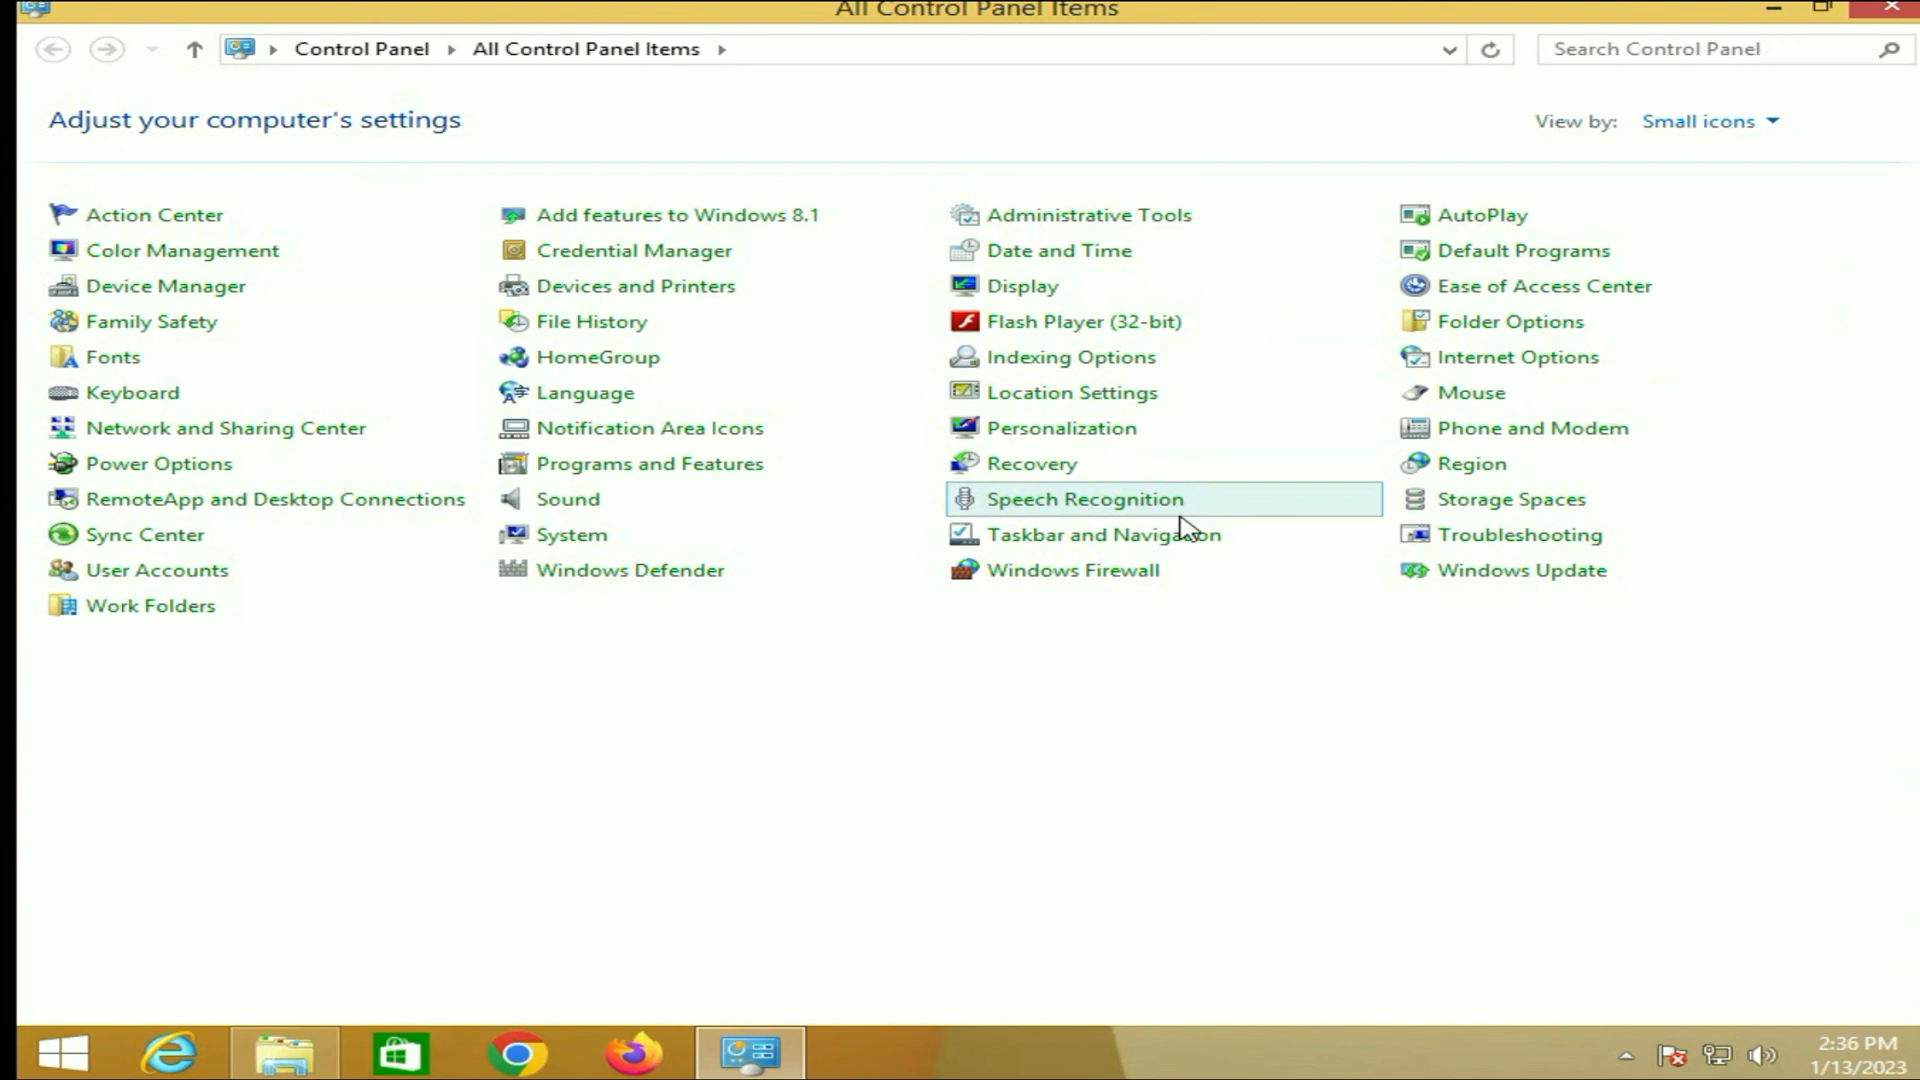 All Control Panel Items
Control Panel All Control Panel Items
Search Control Panel
Adjust your computer's settings
View by: Small icons
Action Center
Add features to Windows 8.1
Administrative Tools
AutoPlay
Color Management
Credential Manager
Date and Time
Default Programs
Device Manager
Devices and Printers
Display
Ease of Access Center
Family Safety
File History
Flash Player (32-bit)
Folder Options
Fonts
HomeGroup
Indexing Options
Internet Options
Keyboard
Language
Location Settings
Mouse
Network and Sharing Center
Notification Area Icons
Personalization
Phone and Modem
Power Options
Programs and Features
Recovery
Region
RemoteApp and Desktop Connections
Sound
Speech Recognition
Storage Spaces
Sync Center
System
Taskbar and Navigation
Troubleshooting
User Accounts
Windows Defender
Windows Firewall
Windows Update
Work Folders
2:36 PM
1/13/2023